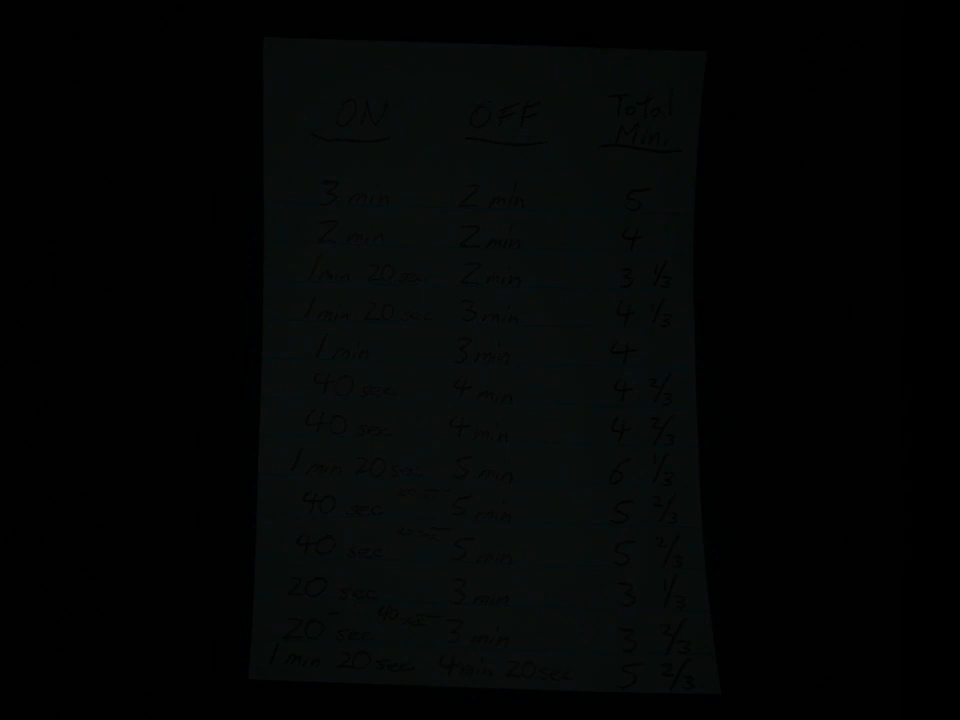 ON OFF Total
Min.
3 min 2 min 5
2 min 2 min 4
1 min 20 sec 2 min 3 1/3
1 min 20 sec 3 min 4 1/3
1 min 3 min 4
40 sec 4 min 4 2/3
40 sec 4 min 4 2/3
1 min 20 sec 5 min 6 1/3
40 sec 5 min 5 2/3
40 sec 5 min 5 2/3
20 sec 3 min 3 1/3
40 sec
20 sec 3 min 3 2/3
1 min 20 sec 4 min 20 sec 5 2/3